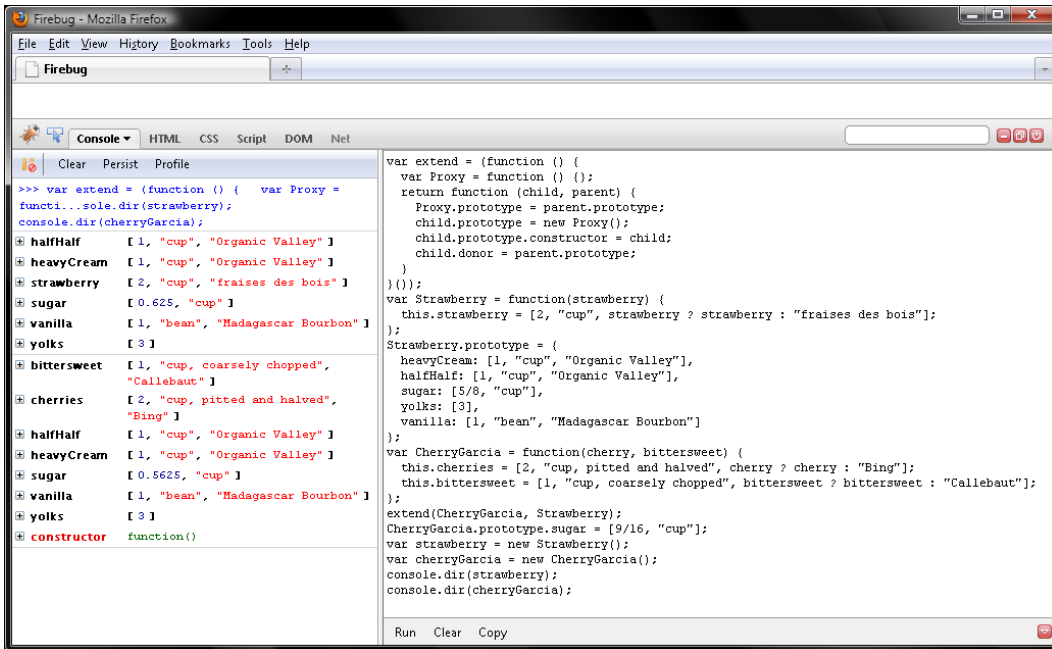 Firebug - Mozilla Firefox
File Edit View History Bookmarks Tools Help
Firebug
Console HTML CSS Script DOM Net
Clear Persist Profile
>>> var extend = (function () {   var Proxy =
functi...sole.dir(strawberry);
console.dir(cherryGarcia);
halfHalf [ 1, "cup", "Organic Valley" ]
heavyCream [ 1, "cup", "Organic Valley" ]
strawberry [ 2, "cup", "fraises des bois" ]
sugar [ 0.625, "cup" ]
vanilla [ 1, "bean", "Madagascar Bourbon" ]
yolks [ 3 ]
bittersweet [ 1, "cup, coarsely chopped",
"Callebaut" ]
cherries [ 2, "cup, pitted and halved",
"Bing" ]
halfHalf [ 1, "cup", "Organic Valley" ]
heavyCream [ 1, "cup", "Organic Valley" ]
sugar [ 0.5625, "cup" ]
vanilla [ 1, "bean", "Madagascar Bourbon" ]
yolks [ 3 ]
constructor function()
var extend = (function () {
  var Proxy = function () {};
  return function (child, parent) {
    Proxy.prototype = parent.prototype;
    child.prototype = new Proxy();
    child.prototype.constructor = child;
    child.donor = parent.prototype;
  }
}());
var Strawberry = function(strawberry) {
  this.strawberry = [2, "cup", strawberry ? strawberry : "fraises des bois"];
};
Strawberry.prototype = {
  heavyCream: [1, "cup", "Organic Valley"],
  halfHalf: [1, "cup", "Organic Valley"],
  sugar: [5/8, "cup"],
  yolks: [3],
  vanilla: [1, "bean", "Madagascar Bourbon"]
};
var CherryGarcia = function(cherry, bittersweet) {
  this.cherries = [2, "cup, pitted and halved", cherry ? cherry : "Bing"];
  this.bittersweet = [1, "cup, coarsely chopped", bittersweet ? bittersweet : "Callebaut"];
};
extend(CherryGarcia, Strawberry);
CherryGarcia.prototype.sugar = [9/16, "cup"];
var strawberry = new Strawberry();
var cherryGarcia = new CherryGarcia();
console.dir(strawberry);
console.dir(cherryGarcia);
Run Clear Copy